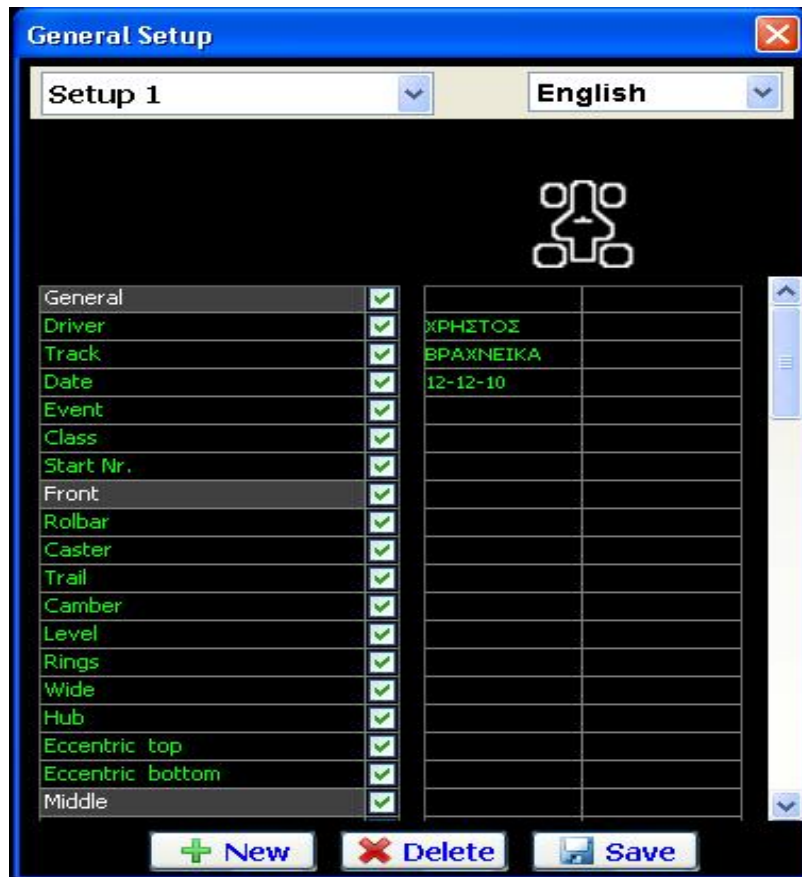 General Setup
Setup 1 English
General
Driver ΧΡΗΣΤΟΣ
Track ΒΡΑΧΝΕΙΚΑ
Date 12-12-10
Event
Class
Start Nr.
Front
Rolbar
Caster
Trail
Camber
Level
Rings
Wide
Hub
Eccentric top
Eccentric bottom
Middle
New Delete Save